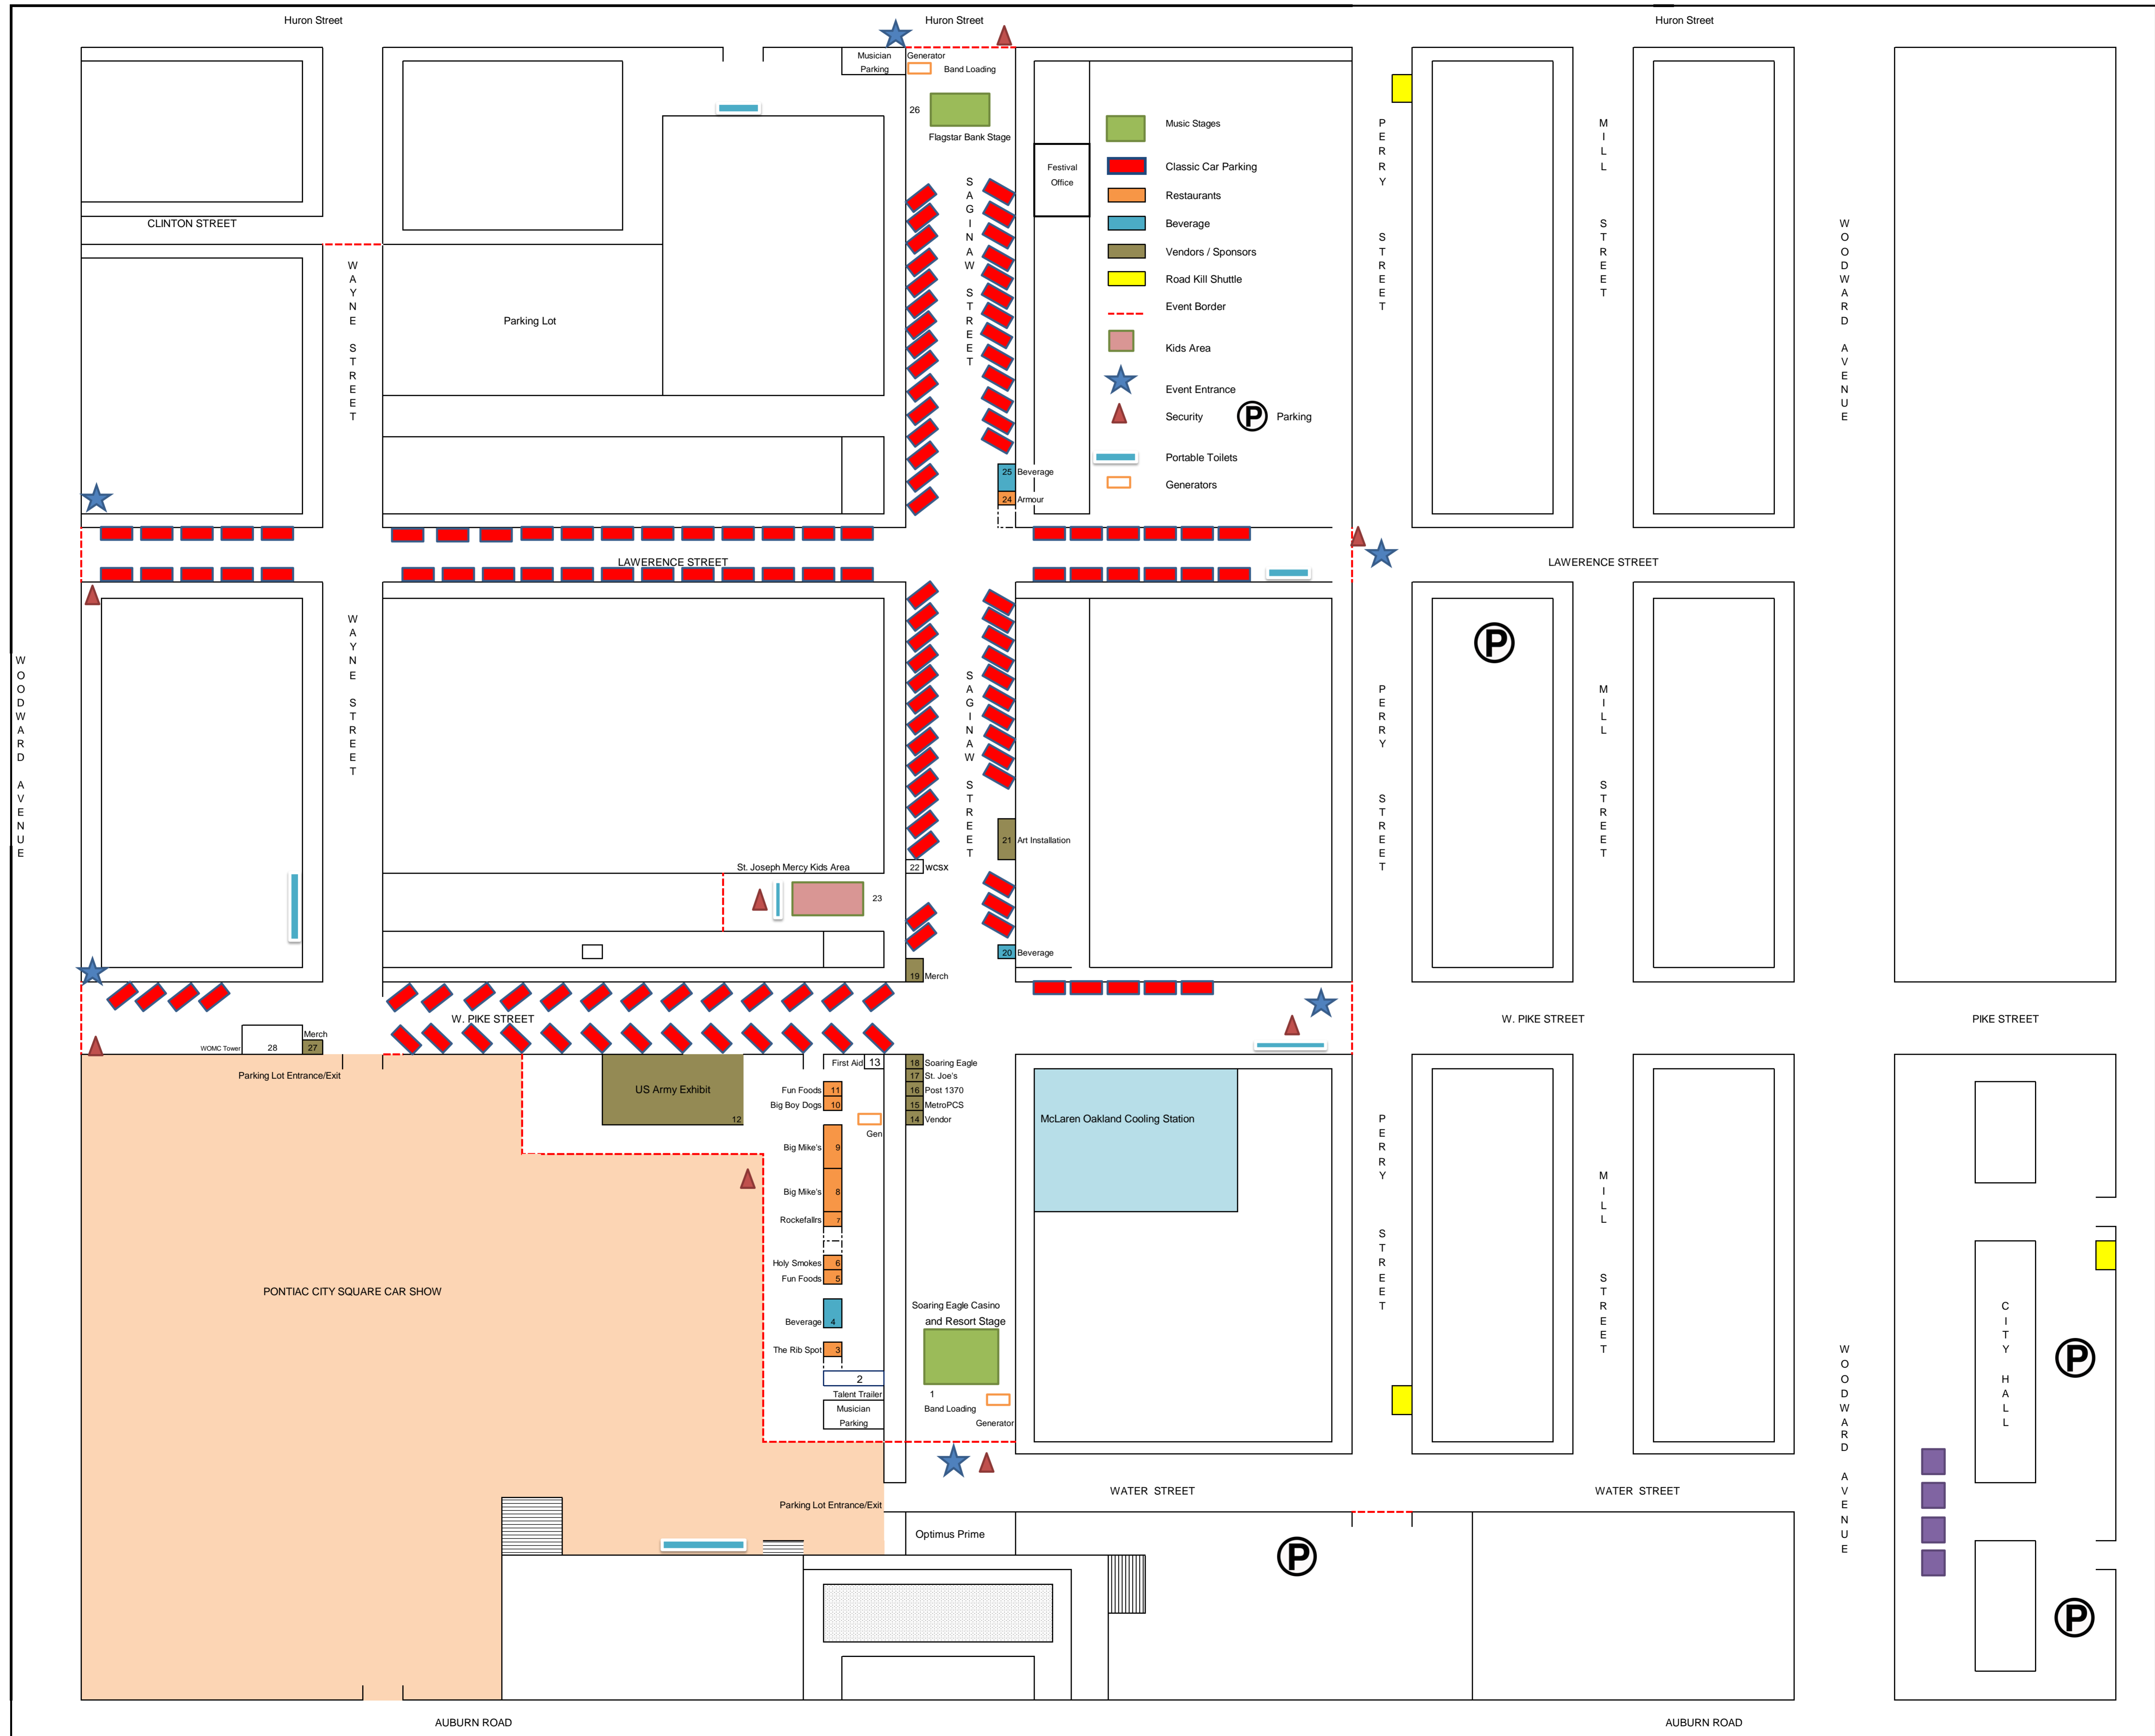 Huron Street
Huron Street
Huron Street
Musician
Parking
Generator
Band Loading
26
Flagstar Bank Stage
Festival
Office
Music Stages
Classic Car Parking
Restaurants
Beverage
Vendors / Sponsors
Road Kill Shuttle
Event Border
Kids Area
Event Entrance
Security
P
Parking
Portable Toilets
Generators
CLINTON STREET
WAYNE STREET
Parking Lot
SAGINAW STREET
PERRY STREET
MILL STREET
WOODWARD AVENUE
25 Beverage
24 Armour
LAWERENCE STREET
LAWERENCE STREET
WOODWARD AVENUE
WAYNE STREET
SAGINAW STREET
PERRY STREET
MILL STREET
P
21 Art Installation
St. Joseph Mercy Kids Area
22 wcsx
23
20 Beverage
19 Merch
W. PIKE STREET
W. PIKE STREET
PIKE STREET
WOMC Tower
28
Merch
27
Parking Lot Entrance/Exit
US Army Exhibit
12
First Aid 13
Fun Foods 11
Big Boy Dogs 10
Gen
Big Mike's 9
Big Mike's 8
Rockefallrs 7
Holy Smokes 6
Fun Foods 5
Beverage 4
The Rib Spot 3
2
Talent Trailer
Musician
Parking
18 Soaring Eagle
17 St. Joe's
16 Post 1370
15 MetroPCS
14 Vendor
McLaren Oakland Cooling Station
PERRY STREET
MILL STREET
PONTIAC CITY SQUARE CAR SHOW
Soaring Eagle Casino
and Resort Stage
1
Band Loading
Generator
CITY HALL
P
WOODWARD AVENUE
Parking Lot Entrance/Exit
WATER STREET
WATER STREET
Optimus Prime
P
P
AUBURN ROAD
AUBURN ROAD